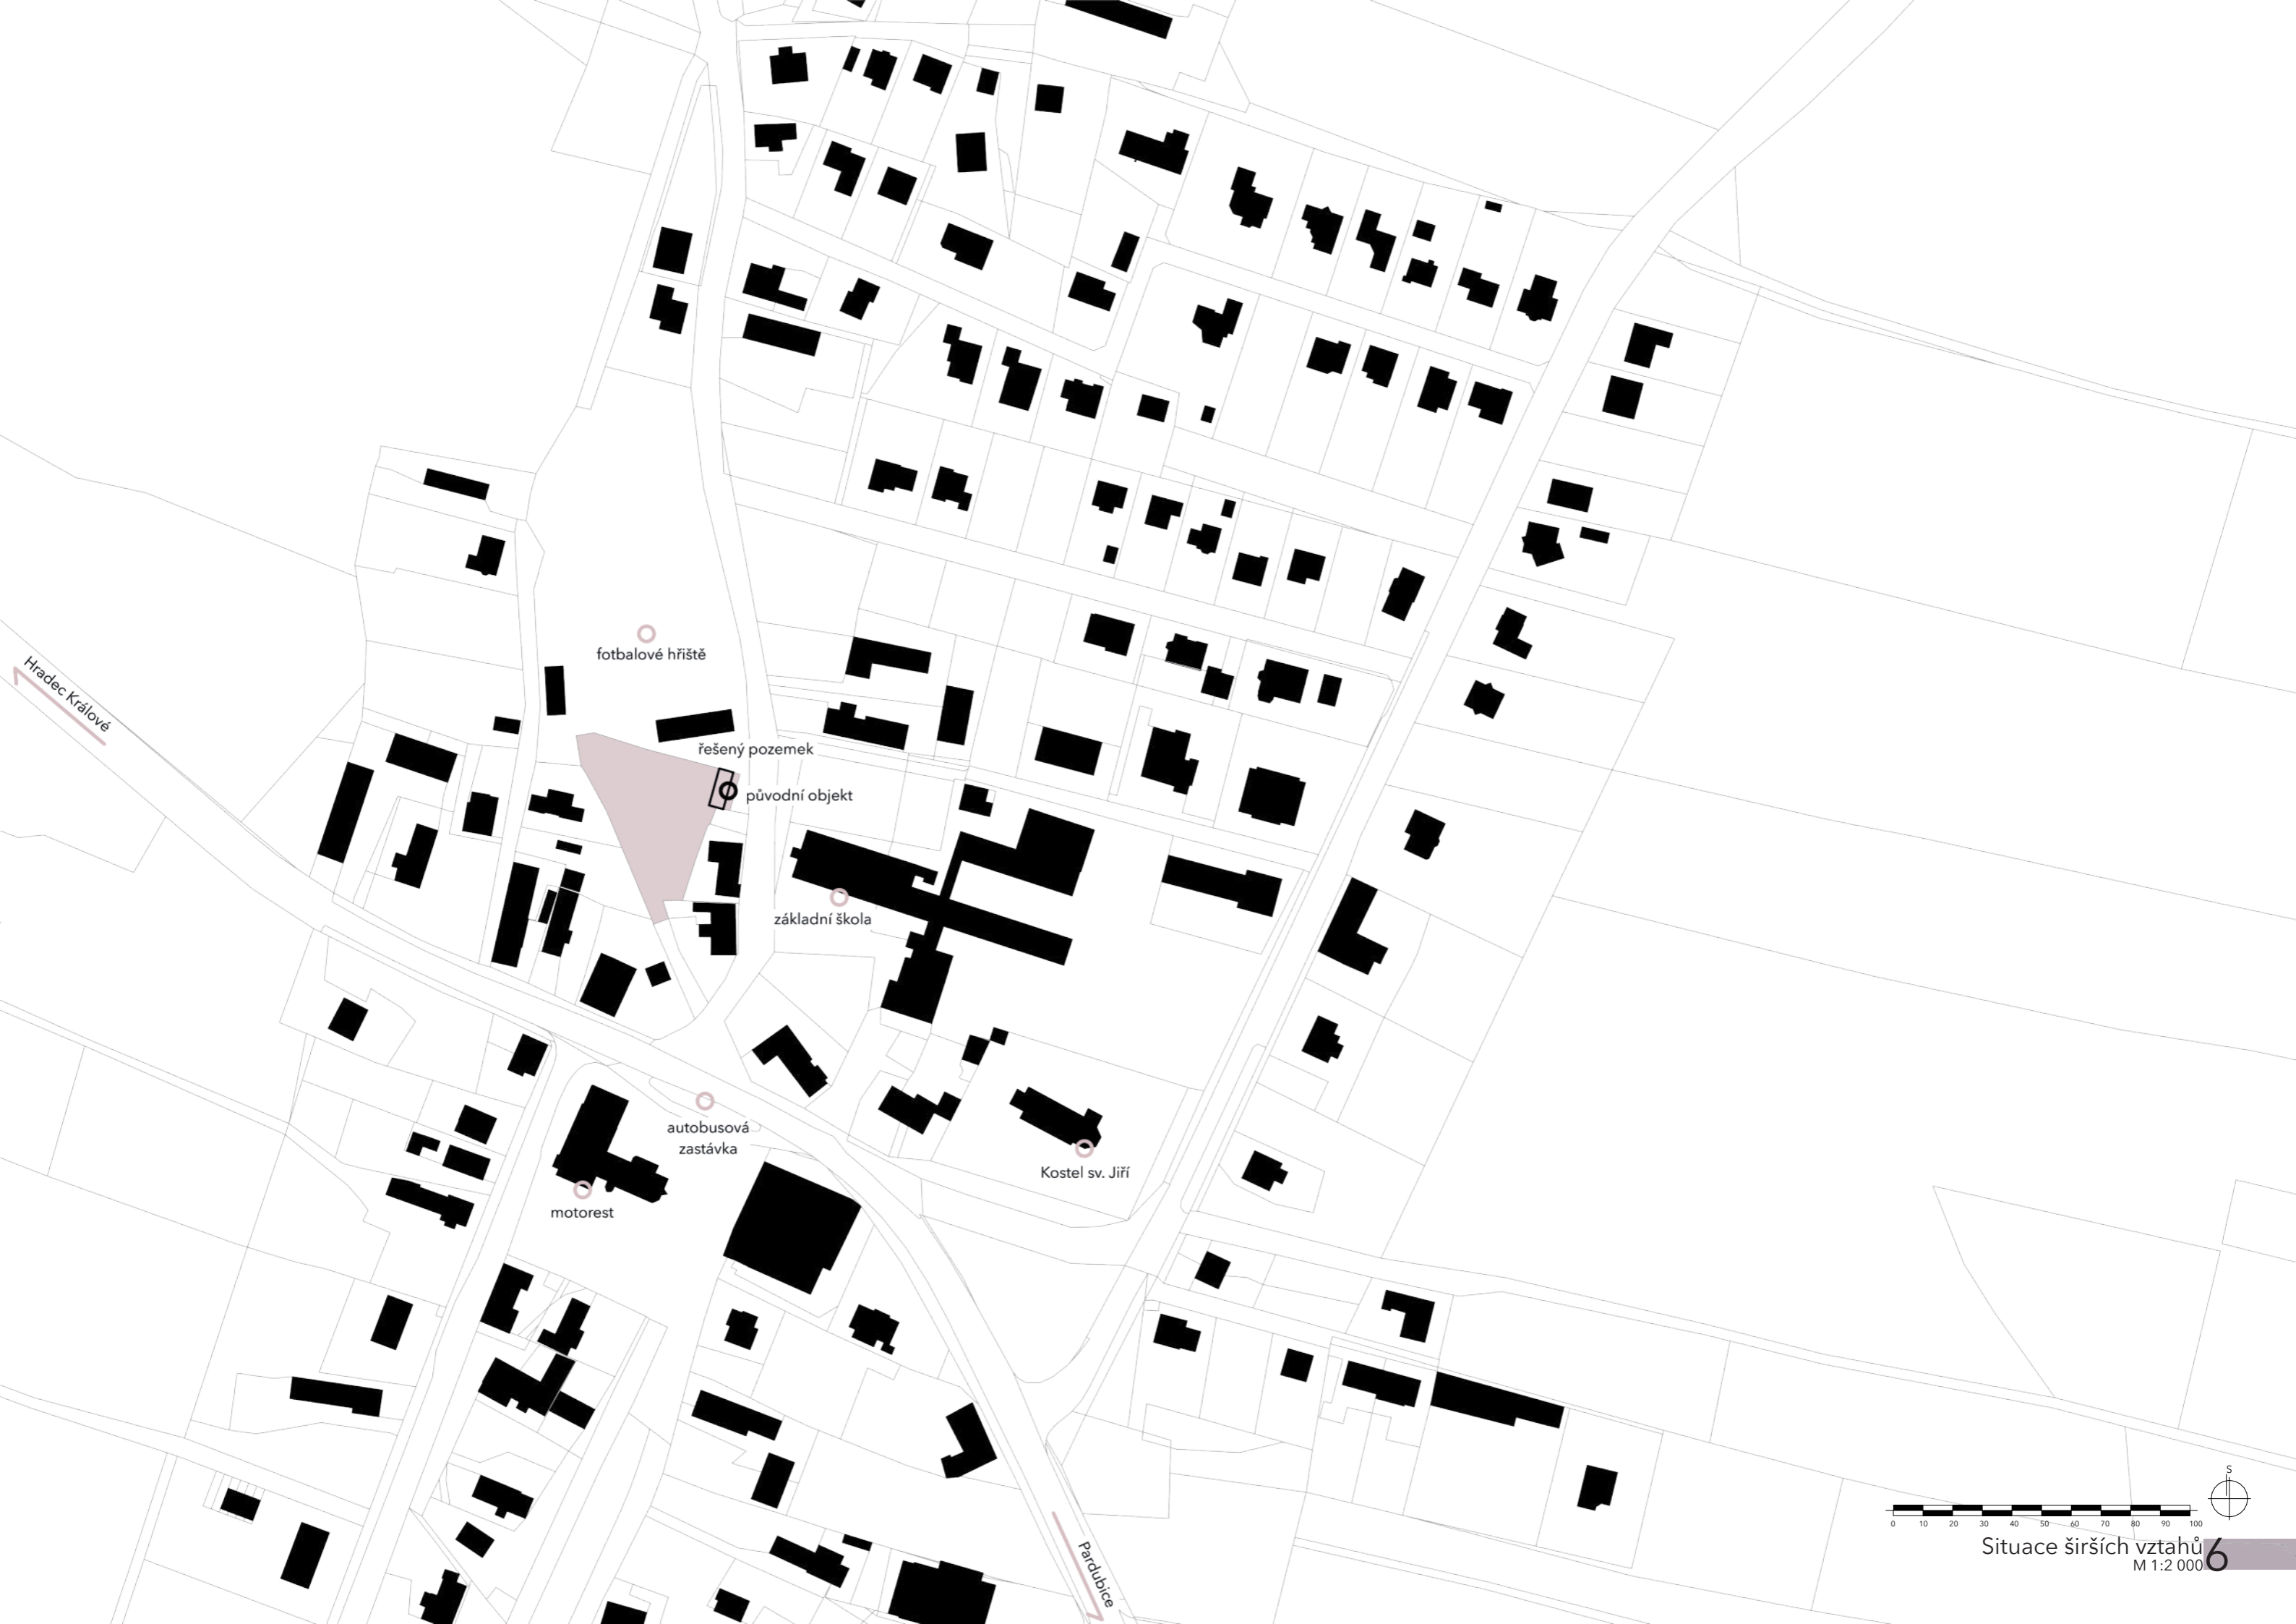 Hradec Králové
fotbalové hřiště
řešený pozemek
původní objekt
základní škola
autobusová
zastávka
Kostel sv. Jiří
motorest
Pardubice
S
0 10 20 30 40 50 60 70 80 90 100
Situace širších vztahů
M 1:2 000
6